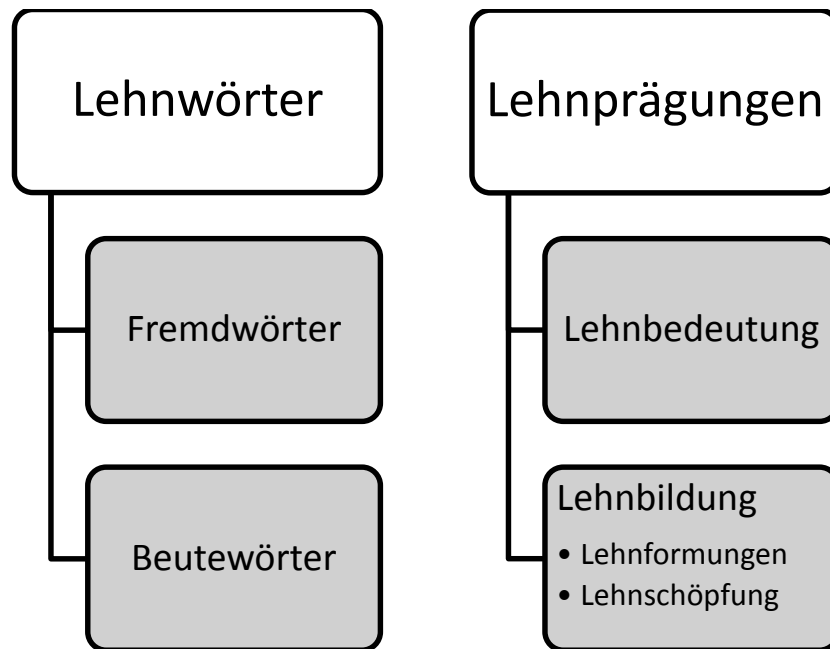 Lehnwörter
Fremdwörter
Beutewörter
Lehnprägungen
Lehnbedeutung
Lehnbildung
• Lehnformungen
• Lehnschöpfung